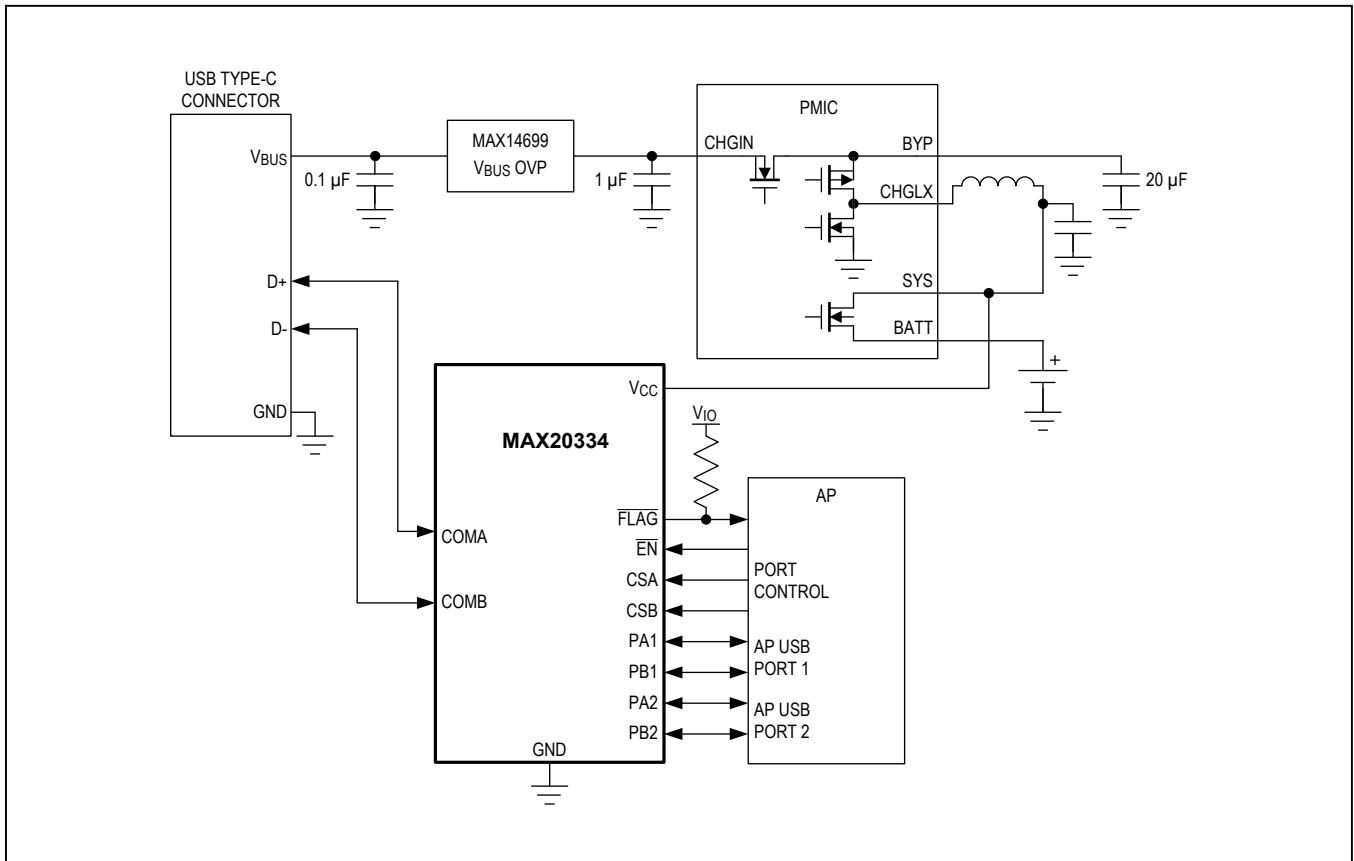 USB TYPE-C
CONNECTOR
VBUS
0.1 µF
MAX14699
VBUS OVP
1 µF
PMIC
CHGIN
BYP
CHGLX
20 µF
SYS
BATT
+
D+
D-
GND
VCC
VIO
MAX20334
AP
FLAG
EN
COMA
CSA
PORT
CONTROL
COMB
CSB
PA1
AP USB
PORT 1
PB1
PA2
AP USB
PORT 2
PB2
GND